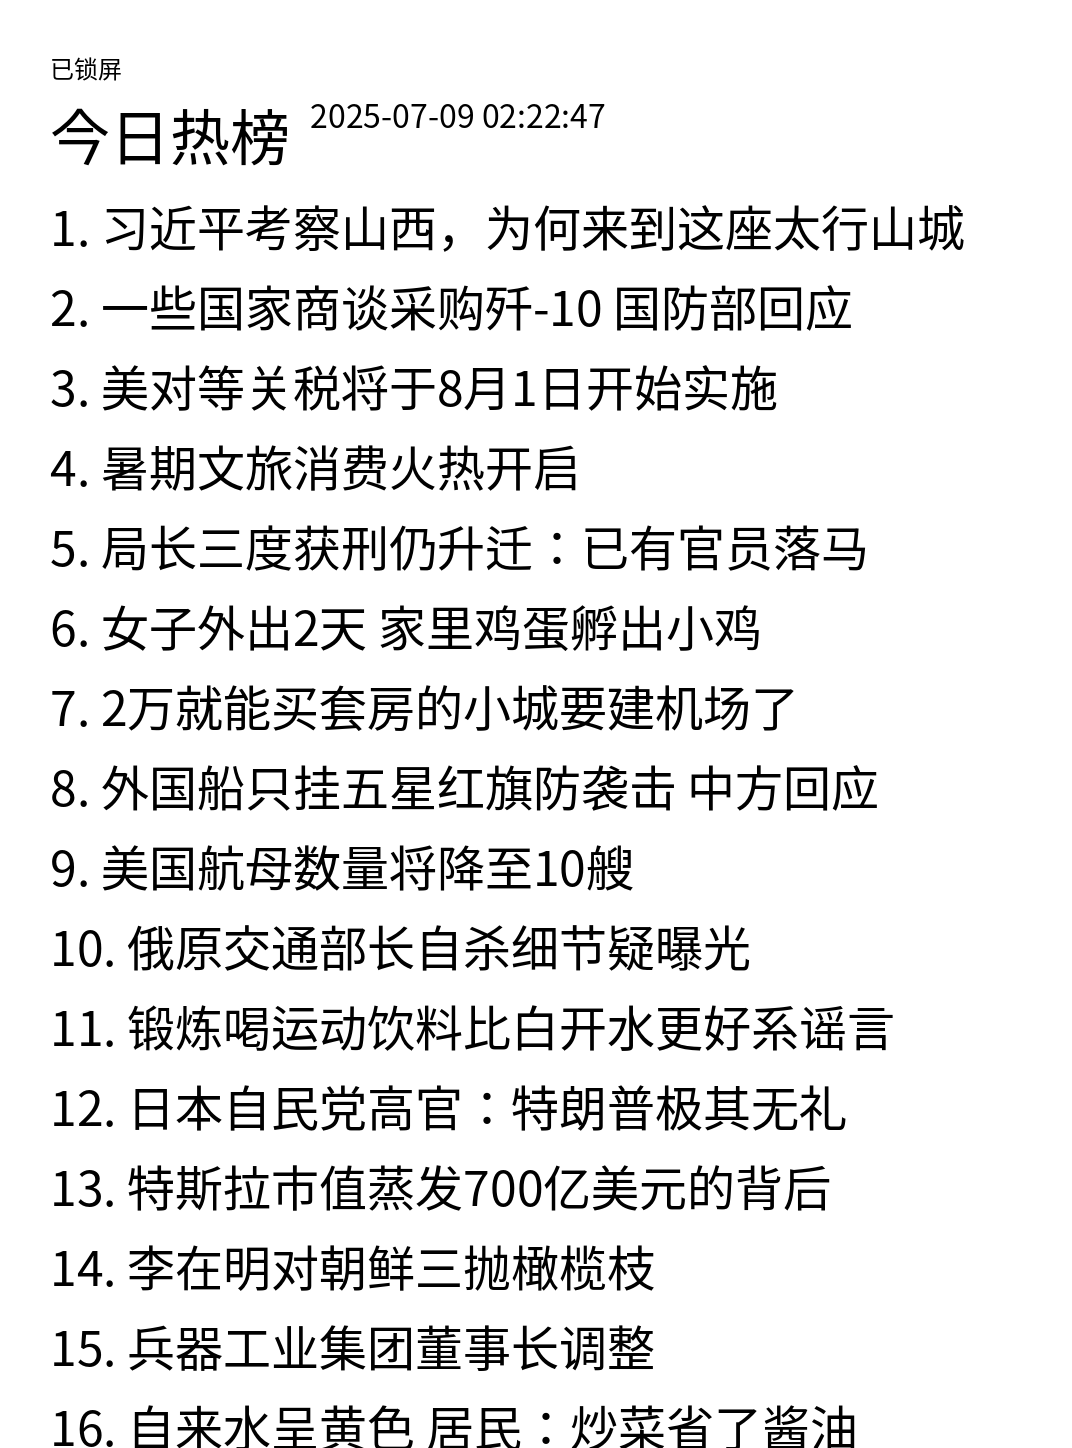 已锁屏
今日热榜 2025-07-09 02:22:47
1. 习近平考察山西，为何来到这座太行山城
2. 一些国家商谈采购歼-10 国防部回应
3. 美对等关税将于8月1日开始实施
4. 暑期文旅消费火热开启
5. 局长三度获刑仍升迁：已有官员落马
6. 女子外出2天 家里鸡蛋孵出小鸡
7. 2万就能买套房的小城要建机场了
8. 外国船只挂五星红旗防袭击 中方回应
9. 美国航母数量将降至10艘
10. 俄原交通部长自杀细节疑曝光
11. 锻炼喝运动饮料比白开水更好系谣言
12. 日本自民党高官：特朗普极其无礼
13. 特斯拉市值蒸发700亿美元的背后
14. 李在明对朝鲜三抛橄榄枝
15. 兵器工业集团董事长调整
16. 自来水呈黄色 居民：炒菜省了酱油